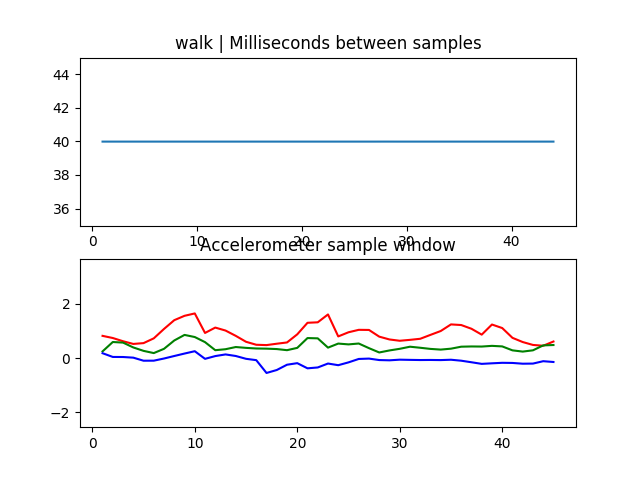 walk | Milliseconds between samples
44
42
40
38
36
0 10 20 30 40
Accelerometer sample window
2
0
−2
0 10 20 30 40